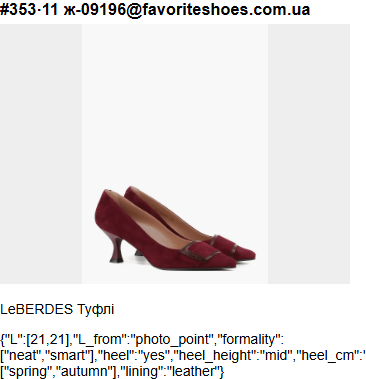 #353·11 ж-09196@favoriteshoes.com.ua
LeBERDES Туфлі
{"L":[21,21],"L_from":"photo_point","formality":
["neat","smart"],"heel":"yes","heel_height":"mid","heel_cm":"
["spring","autumn"],"lining":"leather"}